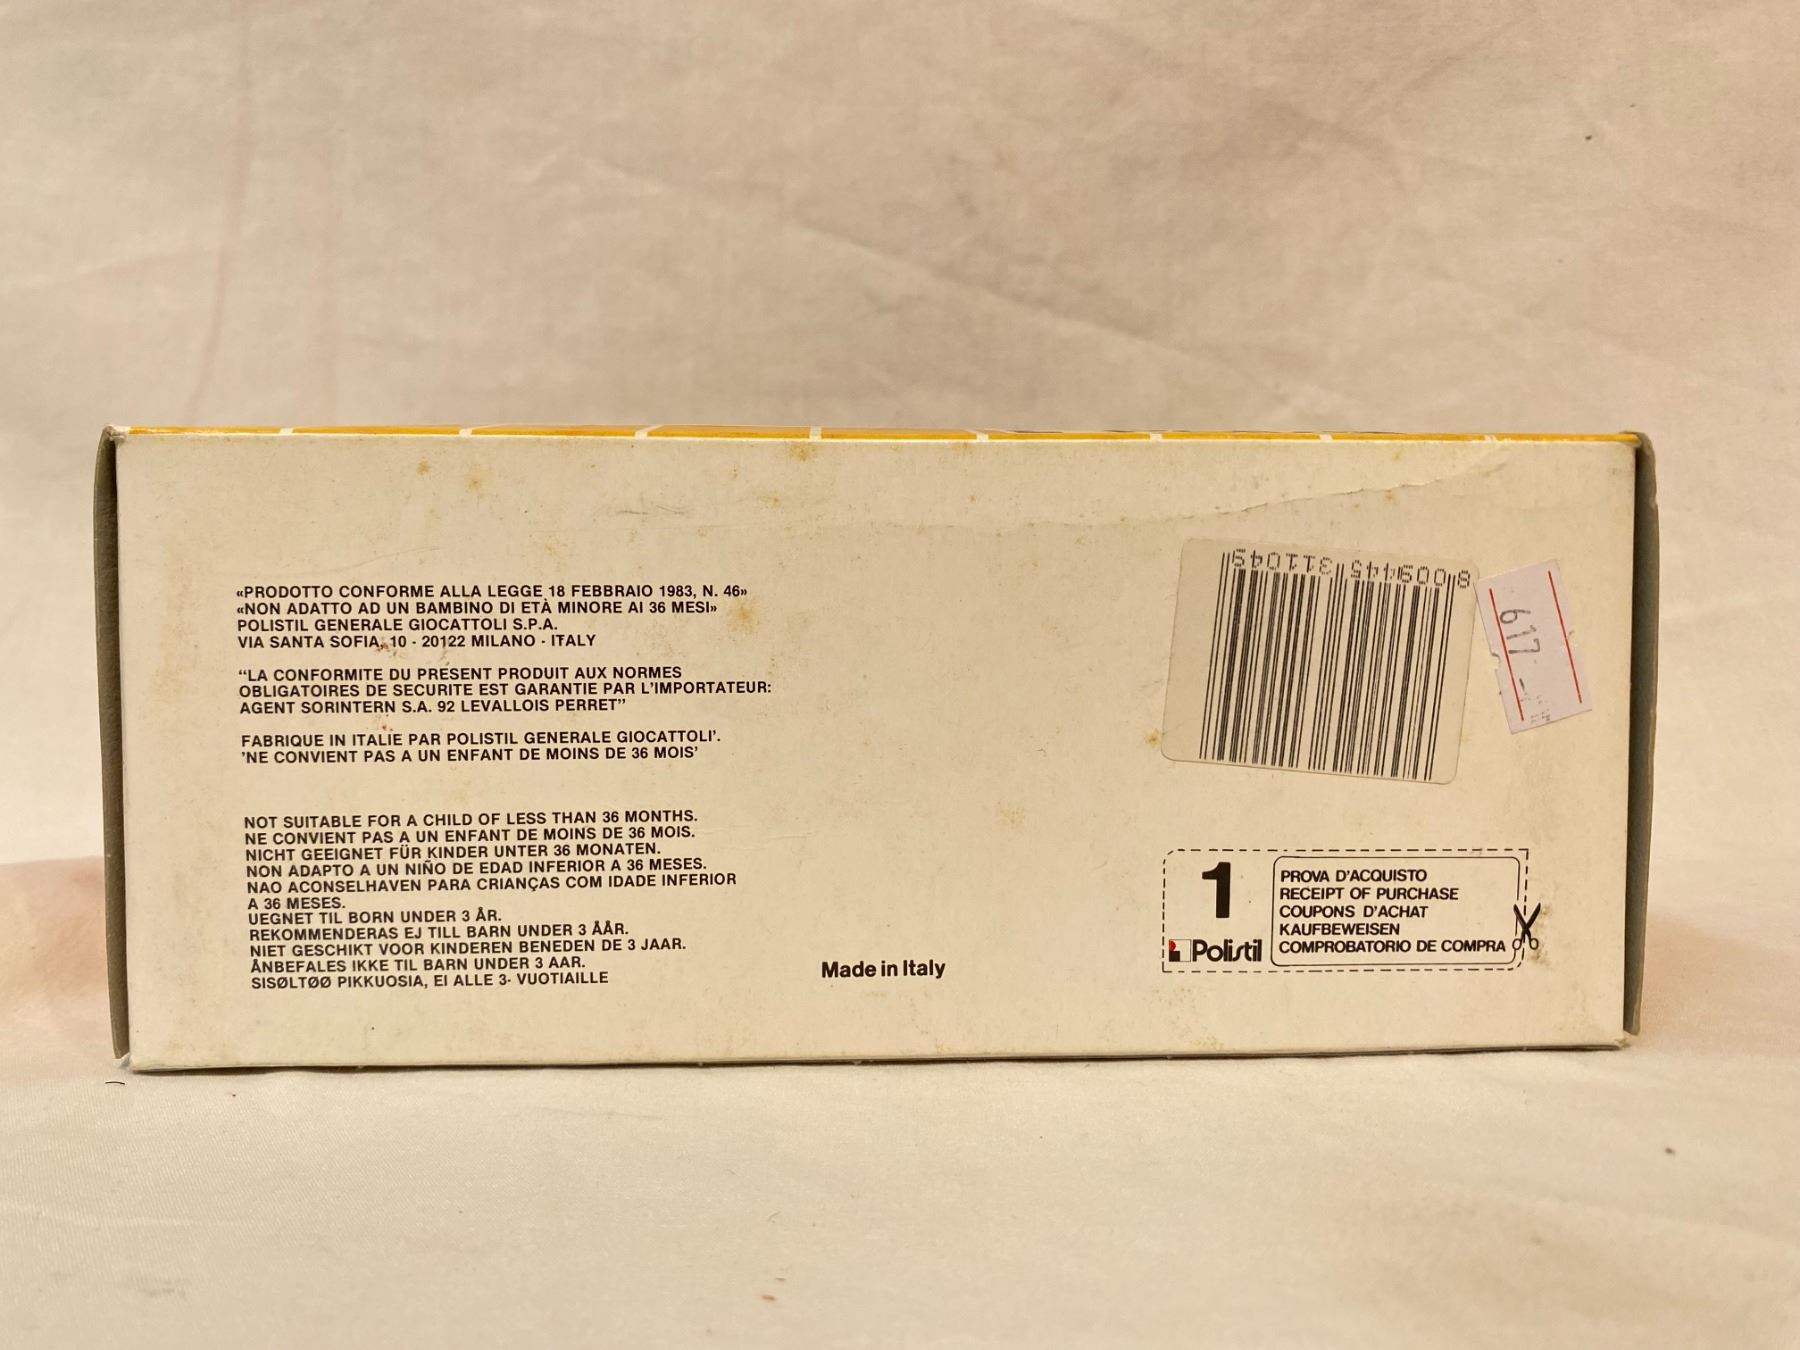 «PRODOTTO CONFORME ALLA LEGGE 18 FEBBRAIO 1983, N. 46»
«NON ADATTO AD UN BAMBINO DI ETÀ MINORE AI 36 MESI»
POLISTIL GENERALE GIOCATTOLI S.P.A.
VIA SANTA SOFIA, 10 - 20122 MILANO - ITALY
“LA CONFORMITE DU PRESENT PRODUIT AUX NORMES
OBLIGATOIRES DE SECURITE EST GARANTIE PAR L'IMPORTATEUR:
AGENT SORINTERN S.A. 92 LEVALLOIS PERRET”
FABRIQUE IN ITALIE PAR POLISTIL GENERALE GIOCATTOLI'.
'NE CONVIENT PAS A UN ENFANT DE MOINS DE 36 MOIS'
NOT SUITABLE FOR A CHILD OF LESS THAN 36 MONTHS.
NE CONVIENT PAS A UN ENFANT DE MOINS DE 36 MOIS.
NICHT GEEIGNET FÜR KINDER UNTER 36 MONATEN.
NON ADAPTO A UN NIÑO DE EDAD INFERIOR A 36 MESES.
NAO ACONSELHAVEN PARA CRIANÇAS COM IDADE INFERIOR
A 36 MESES.
UEGNET TIL BORN UNDER 3 ÅR.
REKOMMENDERAS EJ TILL BARN UNDER 3 ÅÅR.
NIET GESCHIKT VOOR KINDEREN BENEDEN DE 3 JAAR.
ÅNBEFALES IKKE TIL BARN UNDER 3 AAR.
SISØLTØØ PIKKUOSIA, EI ALLE 3- VUOTIAILLE
Made in Italy
8 009445 311049
617 -
1
Polistil
PROVA D'ACQUISTO
RECEIPT OF PURCHASE
COUPONS D'ACHAT
KAUFBEWEISEN
COMPROBATORIO DE COMPRA